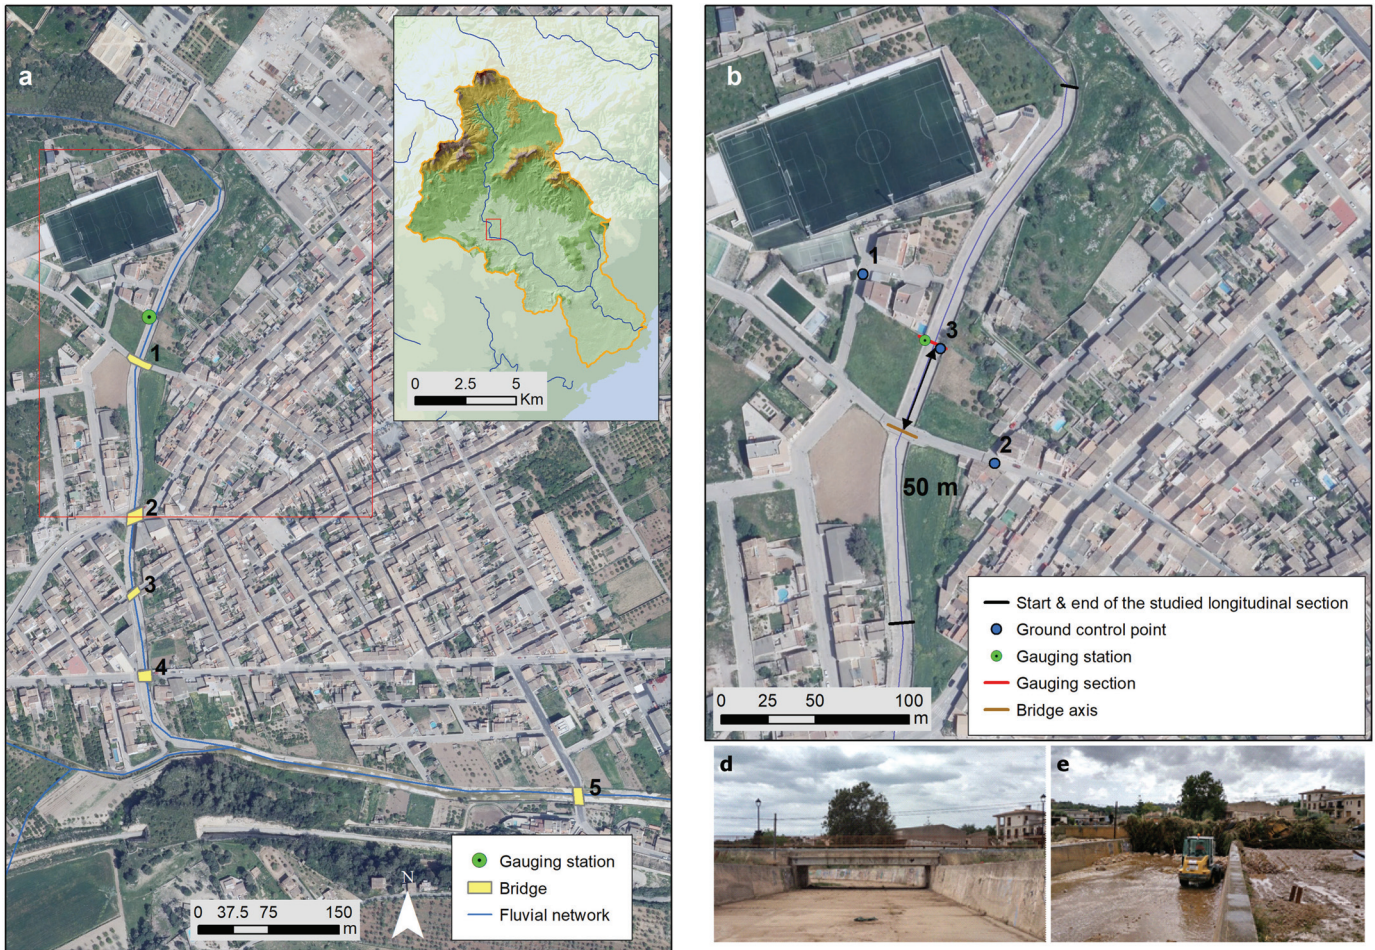 a
0 2.5 5
Km
1
2
3
4
5
Gauging station
Bridge
Fluvial network
N
0 37.5 75 150
m
b
1
3
2
50 m
Start & end of the studied longitudinal section
Ground control point
Gauging station
Gauging section
Bridge axis
0 25 50 100
m
d
e